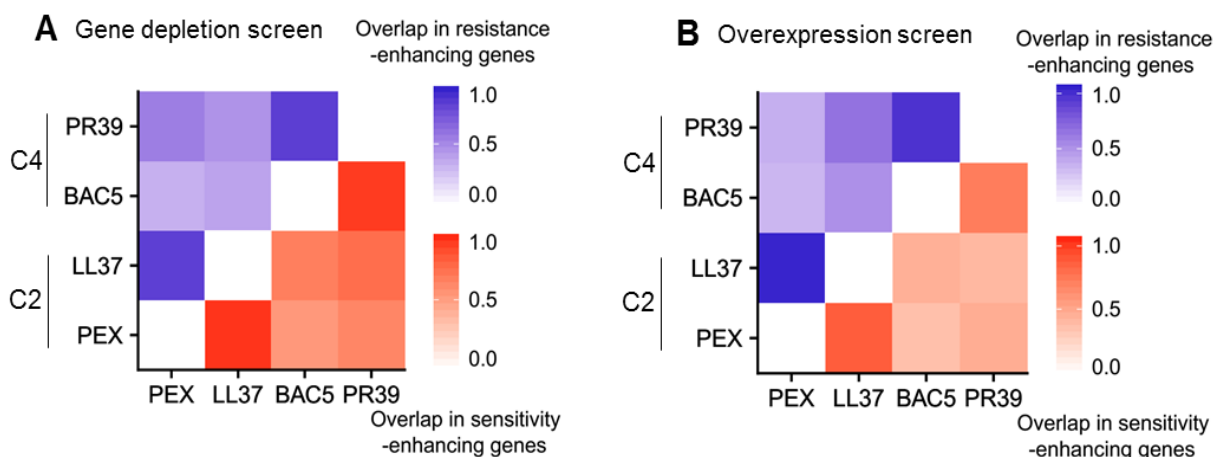 A Gene depletion screen
Overlap in resistance
-enhancing genes
1.0
0.5
0.0
1.0
0.5
0.0
C4
C2
PR39
BAC5
LL37
PEX
PEX LL37 BAC5 PR39
Overlap in sensitivity
-enhancing genes
B Overexpression screen
Overlap in resistance
-enhancing genes
1.0
0.5
0.0
1.0
0.5
0.0
C4
C2
PR39
BAC5
LL37
PEX
PEX LL37 BAC5 PR39
Overlap in sensitivity
-enhancing genes